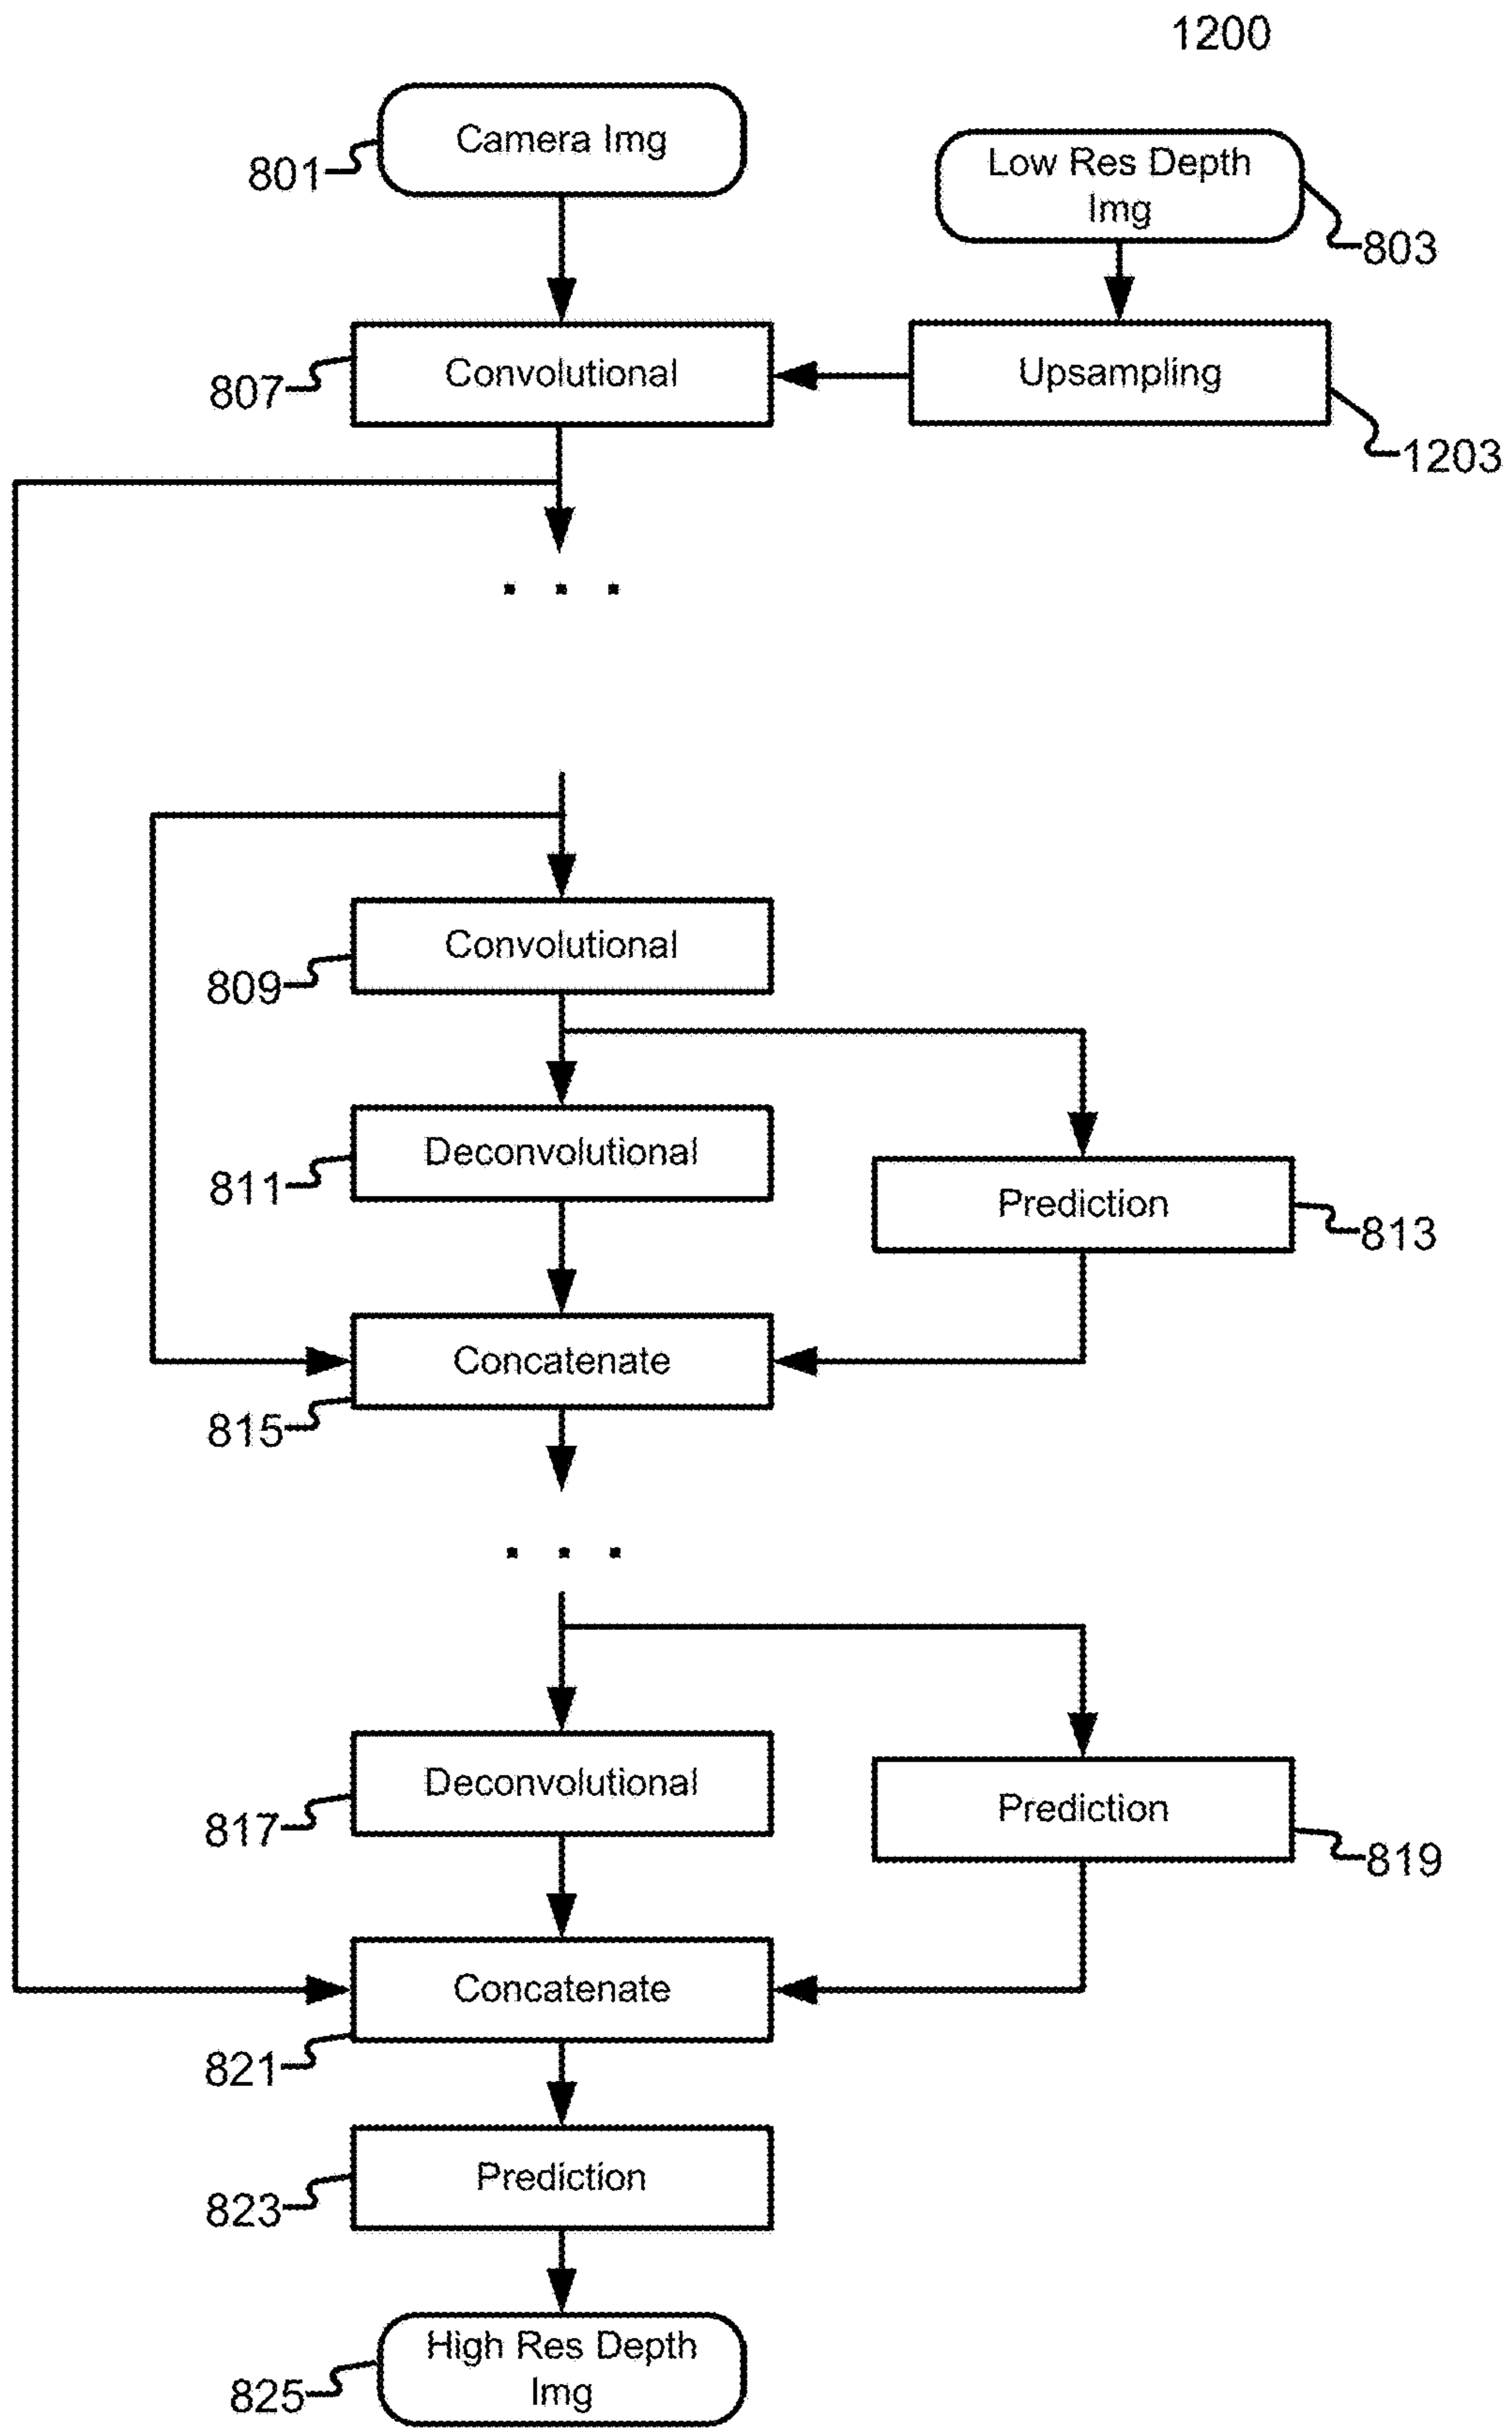 1200
Camera Img
801
Low Res Depth
Img
803
Convolutional
807
Upsampling
1203
. . .
Convolutional
809
Deconvolutional
811
Prediction
813
Concatenate
815
. . .
Deconvolutional
817
Prediction
819
Concatenate
821
Prediction
823
High Res Depth
Img
825